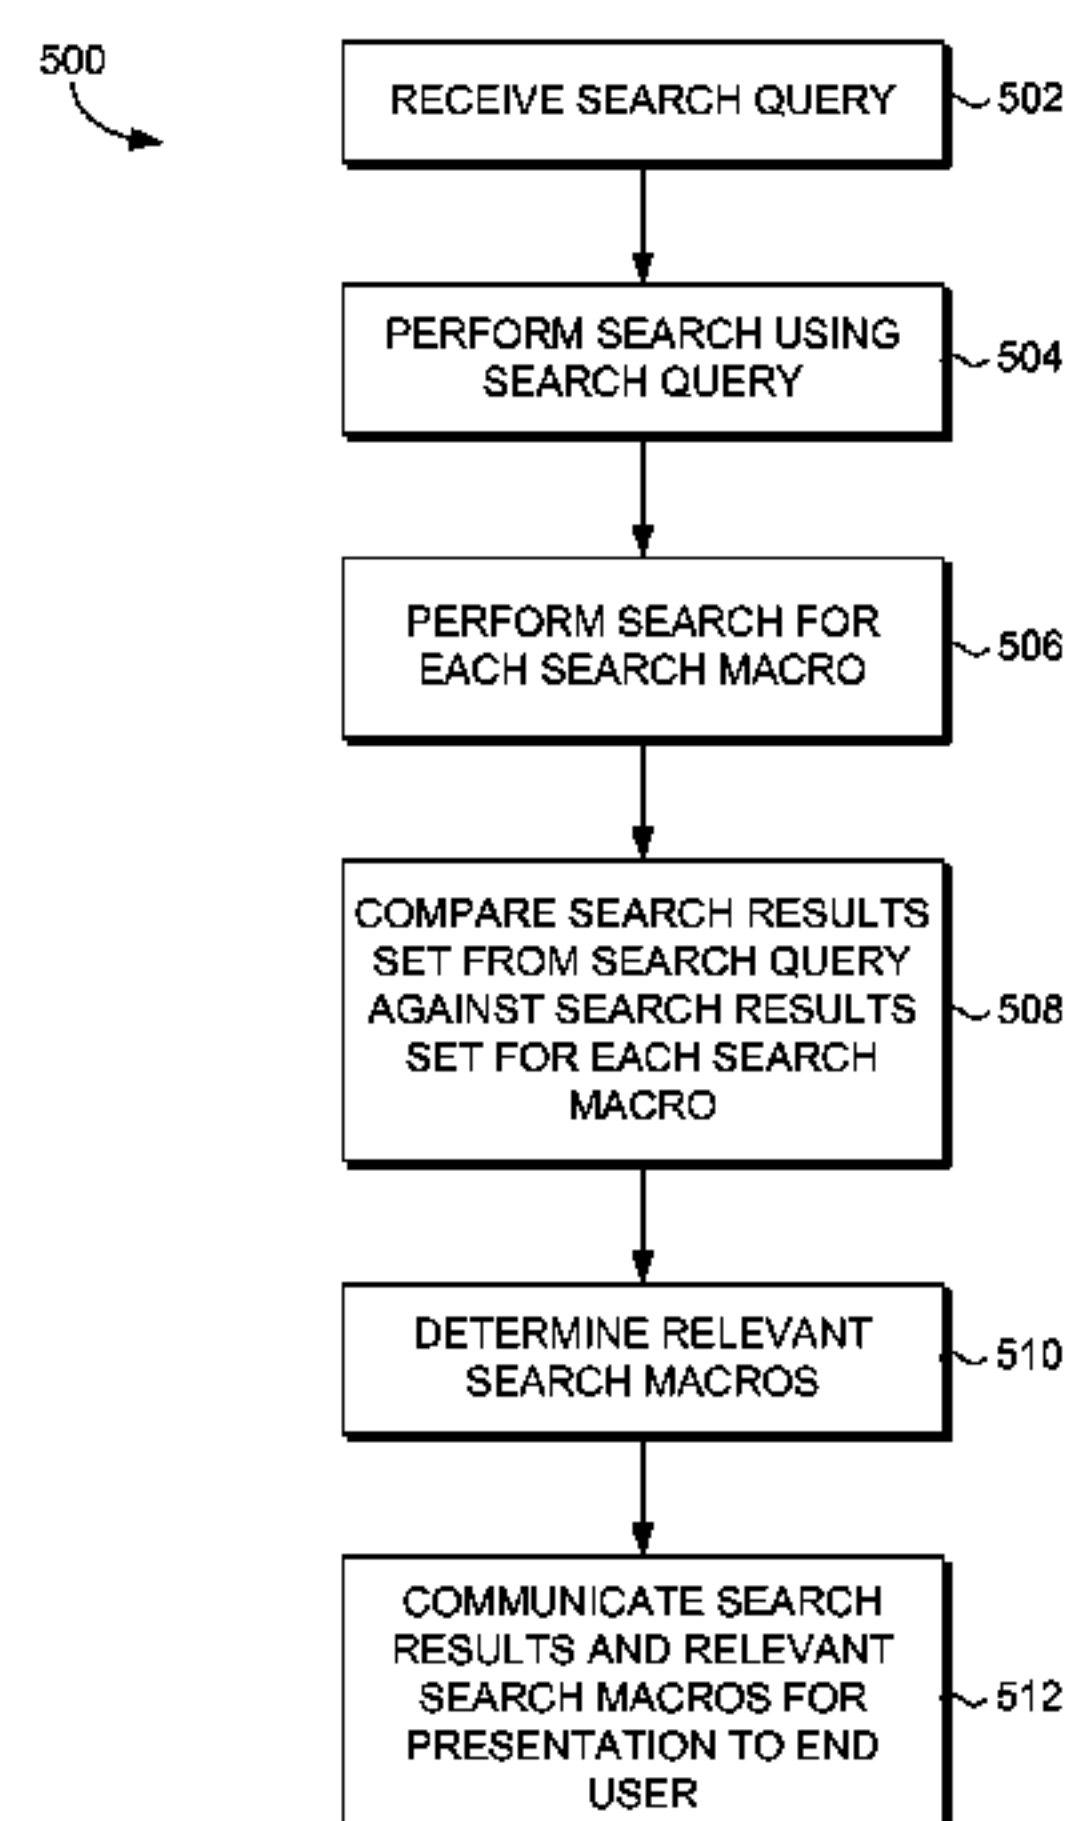 500
RECEIVE SEARCH QUERY
502
PERFORM SEARCH USING
SEARCH QUERY
504
PERFORM SEARCH FOR
EACH SEARCH MACRO
506
COMPARE SEARCH RESULTS
SET FROM SEARCH QUERY
AGAINST SEARCH RESULTS
SET FOR EACH SEARCH
MACRO
508
DETERMINE RELEVANT
SEARCH MACROS
510
COMMUNICATE SEARCH
RESULTS AND RELEVANT
SEARCH MACROS FOR
PRESENTATION TO END
USER
512